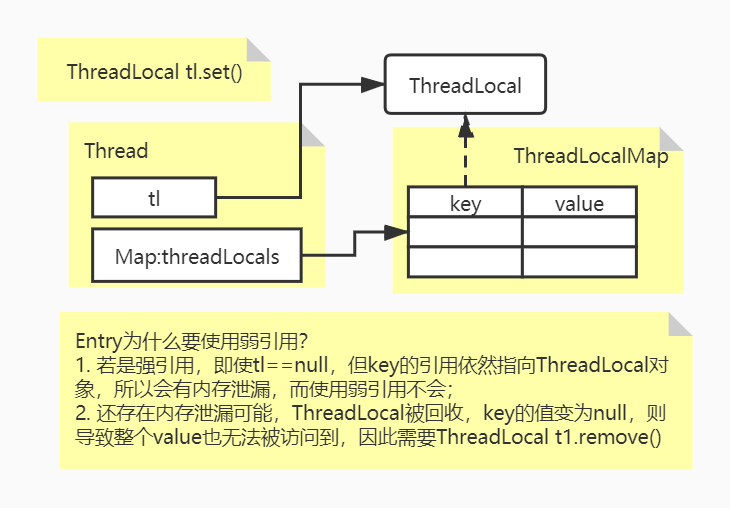 ThreadLocal tl.set()
ThreadLocal
Thread
tl
Map:threadLocals
ThreadLocalMap
key
value
Entry为什么要使用弱引用？
1. 若是强引用，即使tl==null，但key的引用依然指向ThreadLocal对
象，所以会有内存泄漏，而使用弱引用不会；
2. 还存在内存泄漏可能，ThreadLocal被回收，key的值变为null，则
导致整个value也无法被访问到，因此需要ThreadLocal t1.remove()